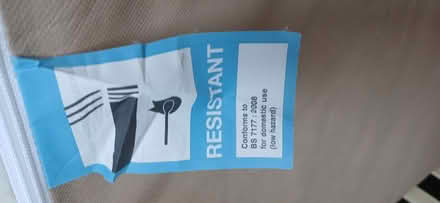 RESISTANT
Conforms to
BS 7177 : 2008
for domestic use
(low hazard)